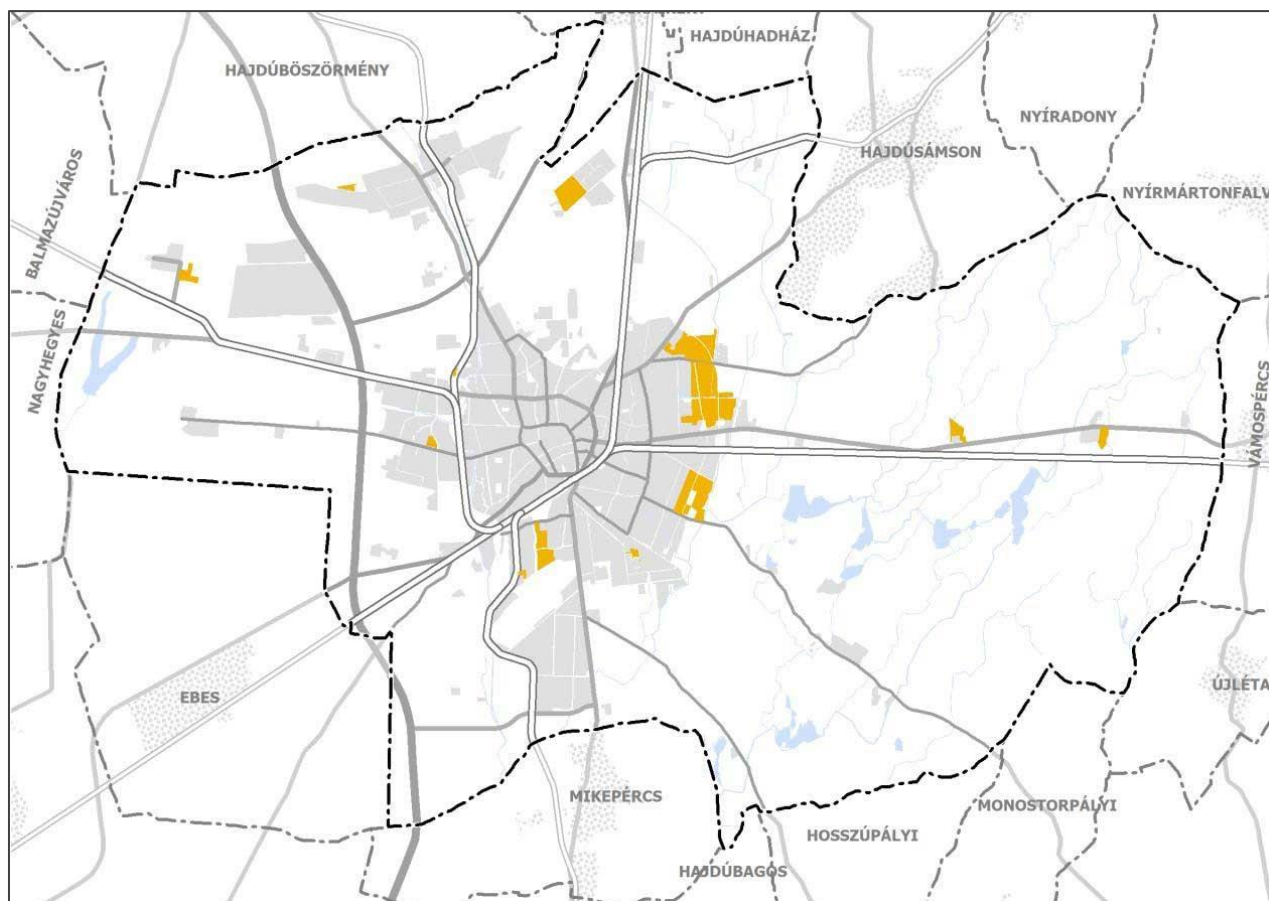 HAJDÚHADHÁZ
HAJDÚBÖSZÖRMÉNY
NYÍRADONY
HAJDÚSÁMSON
NYÍRMÁRTONFALV
BALMAZÚJVÁROS
NAGYHEGYES
VÁMOSPÉRCS
EBES
ÚJLÉTA
MIKEPÉRCS
MONOSTORPÁLYI
HOSSZÚPÁLYI
HAJDÚBAGOS